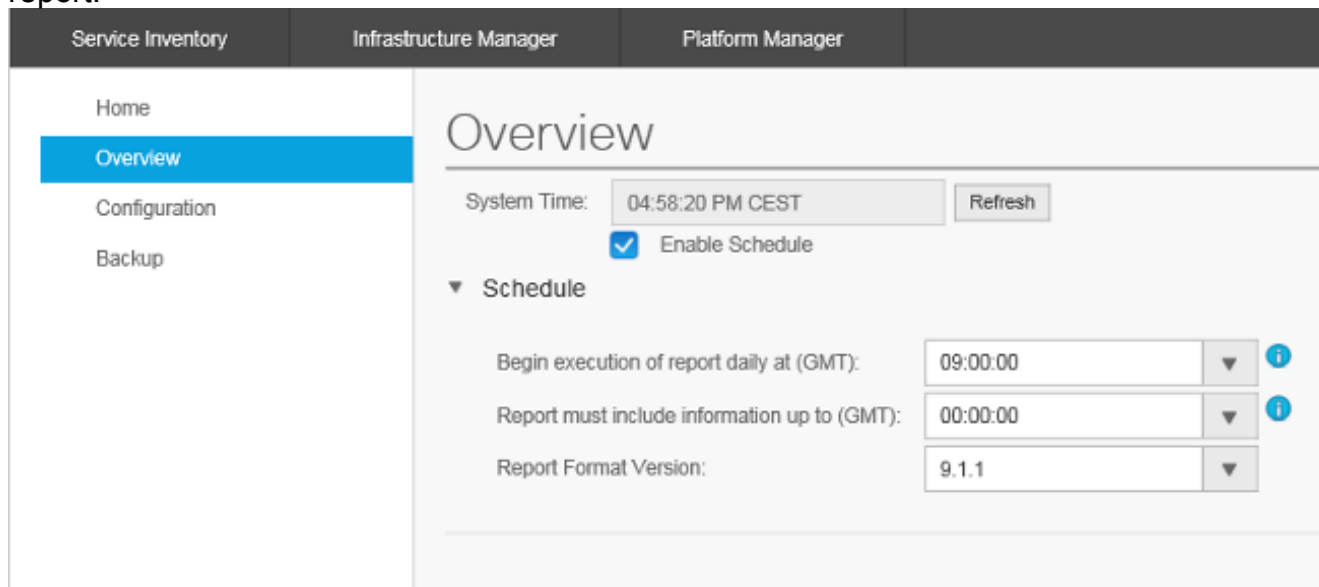 report.
Service Inventory Infrastructure Manager Platform Manager
Home
Overview
Configuration
Backup
Overview
System Time: 04:58:20 PM CEST Refresh
Enable Schedule
Schedule
Begin execution of report daily at (GMT): 09:00:00
Report must include information up to (GMT): 00:00:00
Report Format Version: 9.1.1